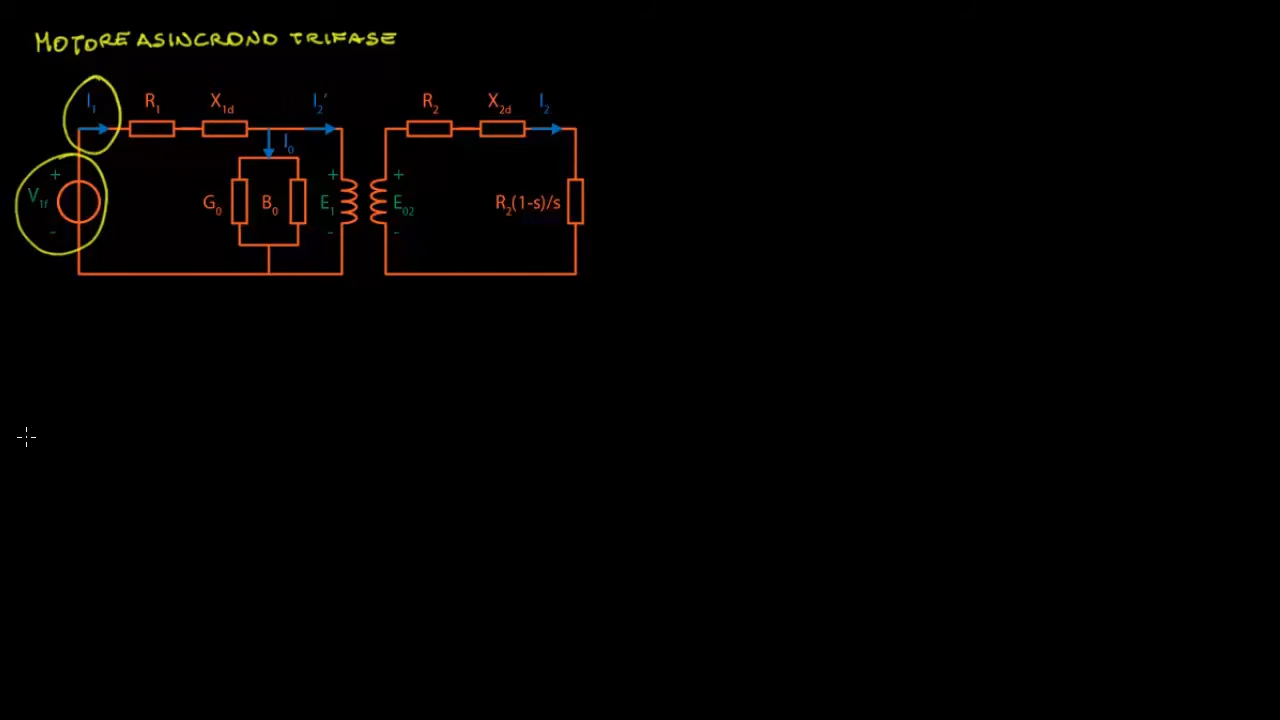 MOTORE ASINCRONO TRIFASE
I1 R1 X1d I2' R2 X2d I2
I0
+ + +
V1f G0 B0 E1 E02 R2(1-s)/s
- - -